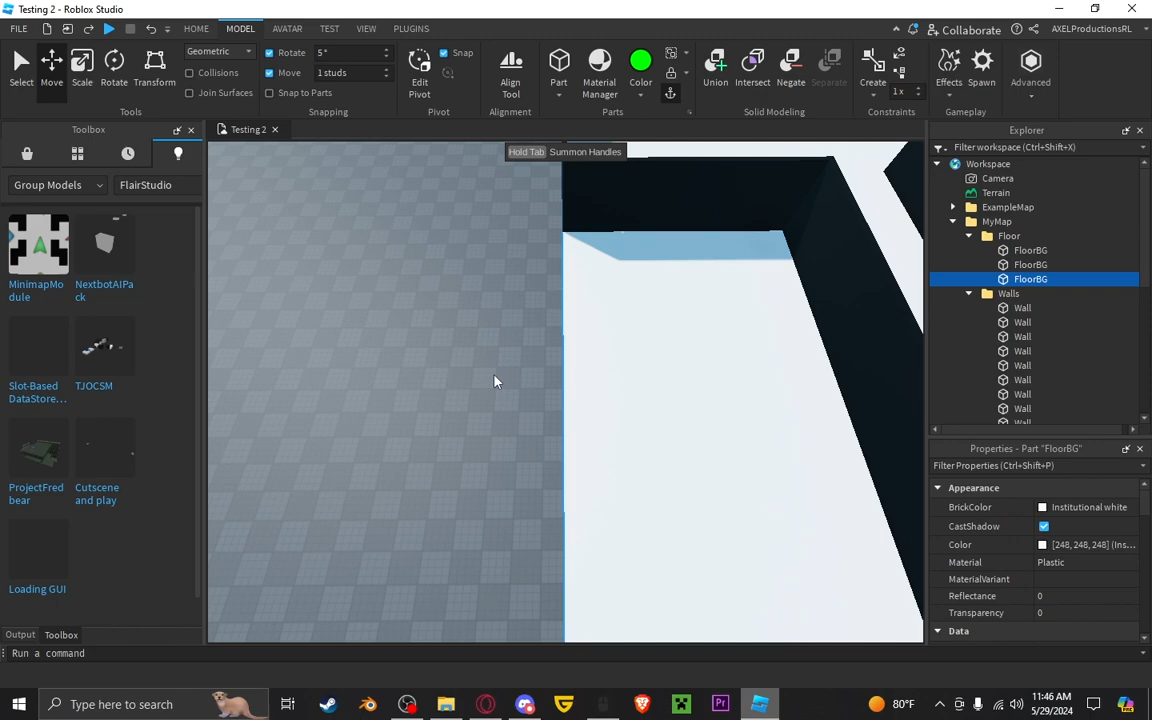 Testing 2 - Roblox Studio
FILE HOME MODEL AVATAR TEST VIEW PLUGINS Collaborate AXELProductionsRL
Select Move Scale Rotate Transform
Geometric
Collisions
Join Surfaces
Tools
Rotate 5°
Move 1 studs
Snap to Parts
Snapping
Edit Pivot
Snap
Pivot
Align Tool
Alignment
Part Material Manager Color
Parts
Union Intersect Negate Separate
Solid Modeling
Create 1x
Constraints
Effects Spawn
Gameplay
Advanced
Toolbox
Group Models FlairStudio
MinimapModule
NextbotAIPack
Slot-Based DataStore...
TJOCSM
ProjectFredbear
Cutscene and play
Loading GUI
Output Toolbox
Run a command
Testing 2
Hold Tab Summon Handles
Explorer
Filter workspace (Ctrl+Shift+X)
Workspace
Camera
Terrain
ExampleMap
MyMap
Floor
FloorBG
FloorBG
FloorBG
Walls
Wall
Wall
Wall
Wall
Wall
Wall
Wall
Wall
Wall
Properties - Part "FloorBG"
Filter Properties (Ctrl+Shift+P)
Appearance
BrickColor Institutional white
CastShadow
Color [248, 248, 248] (Ins...
Material Plastic
MaterialVariant
Reflectance 0
Transparency 0
Data
Type here to search
80°F
11:46 AM
5/29/2024